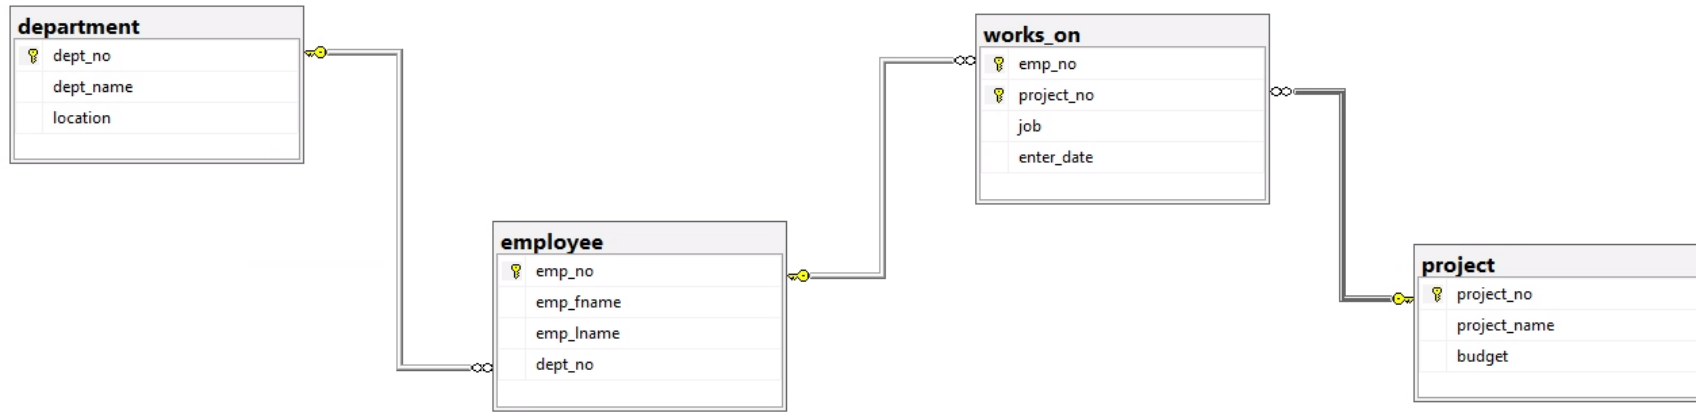 department
dept_no
dept_name
location
employee
emp_no
emp_fname
emp_lname
dept_no
works_on
emp_no
project_no
job
enter_date
project
project_no
project_name
budget